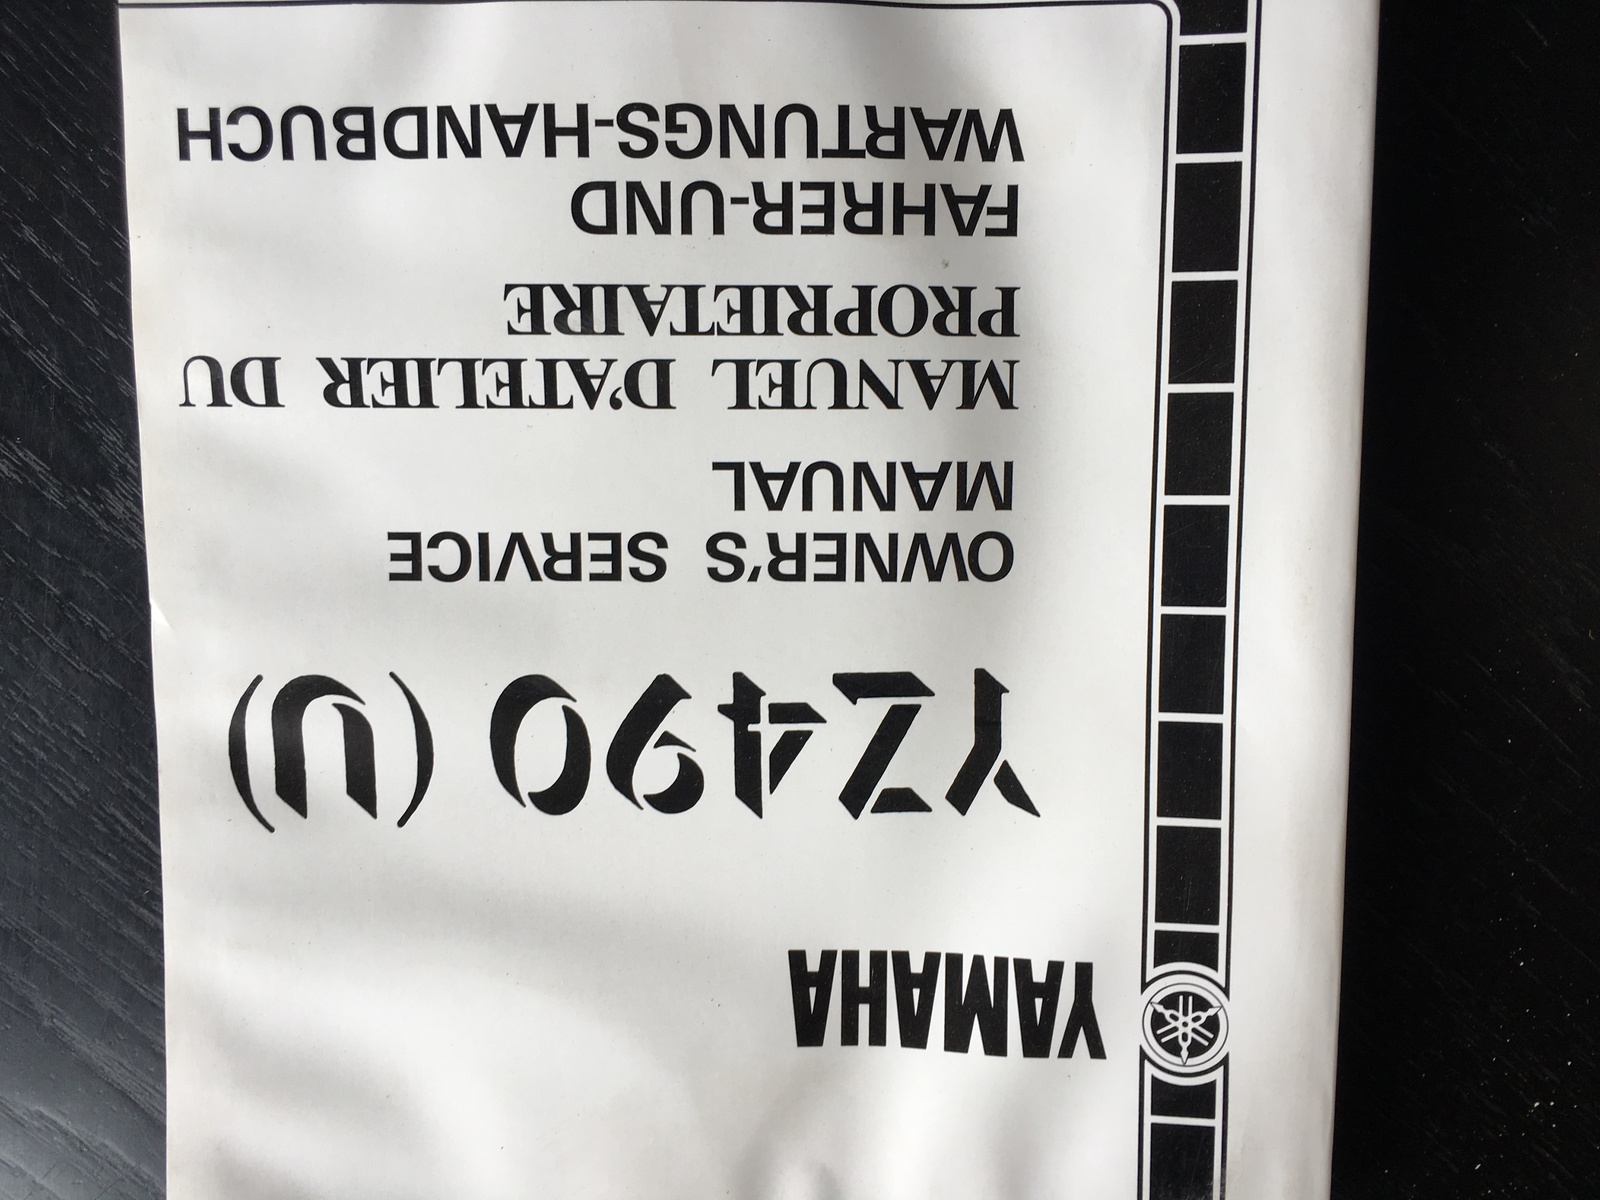 YAMAHA
YZ490 (U)
OWNER'S SERVICE
MANUAL
MANUEL D'ATELIER DU
PROPRIETAIRE
FAHRER-UND
WARTUNGS-HANDBUCH